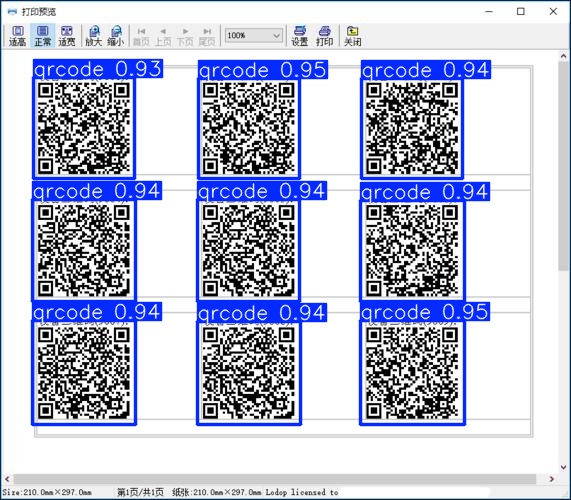 打印预览
适高 正常 适宽 放大 缩小 首页 上页 下页 尾页 100% 设置 打印 关闭
qrcode 0.93 qrcode 0.95 qrcode 0.94
qrcode 0.94 qrcode 0.94 qrcode 0.94
qrcode 0.94 qrcode 0.94 qrcode 0.95
Size:210.0mm×297.0mm 第1页/共1页 纸张:210.0mm×297.0mm Lodop licensed to